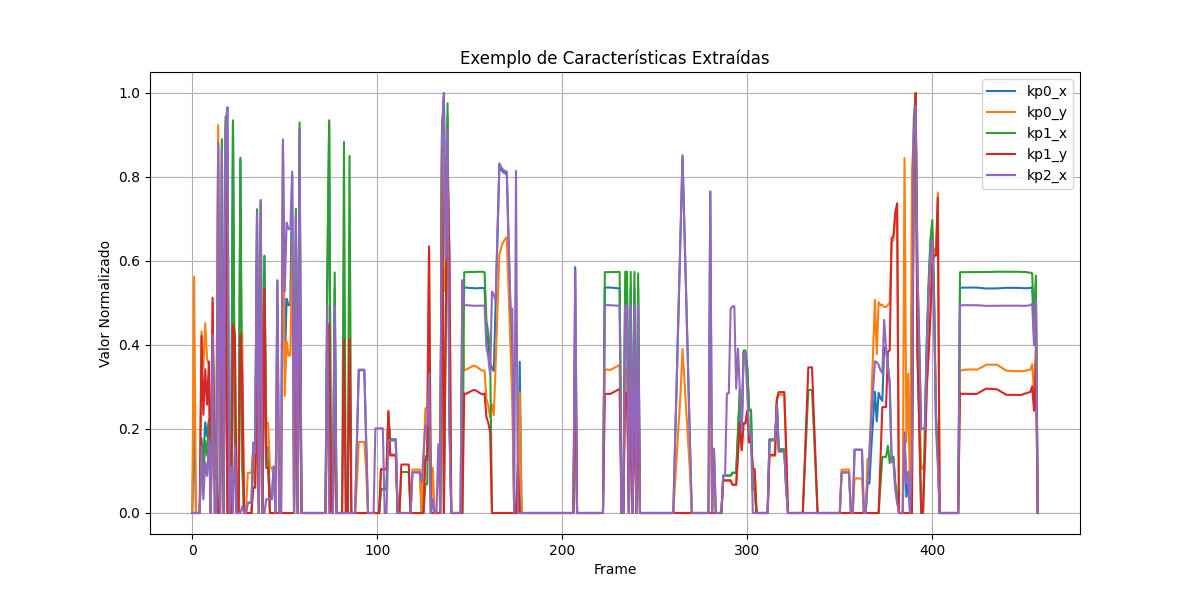 Exemplo de Características Extraídas
Valor Normalizado
1.0
0.8
0.6
0.4
0.2
0.0
0
100
200
300
400
Frame
kp0_x
kp0_y
kp1_x
kp1_y
kp2_x